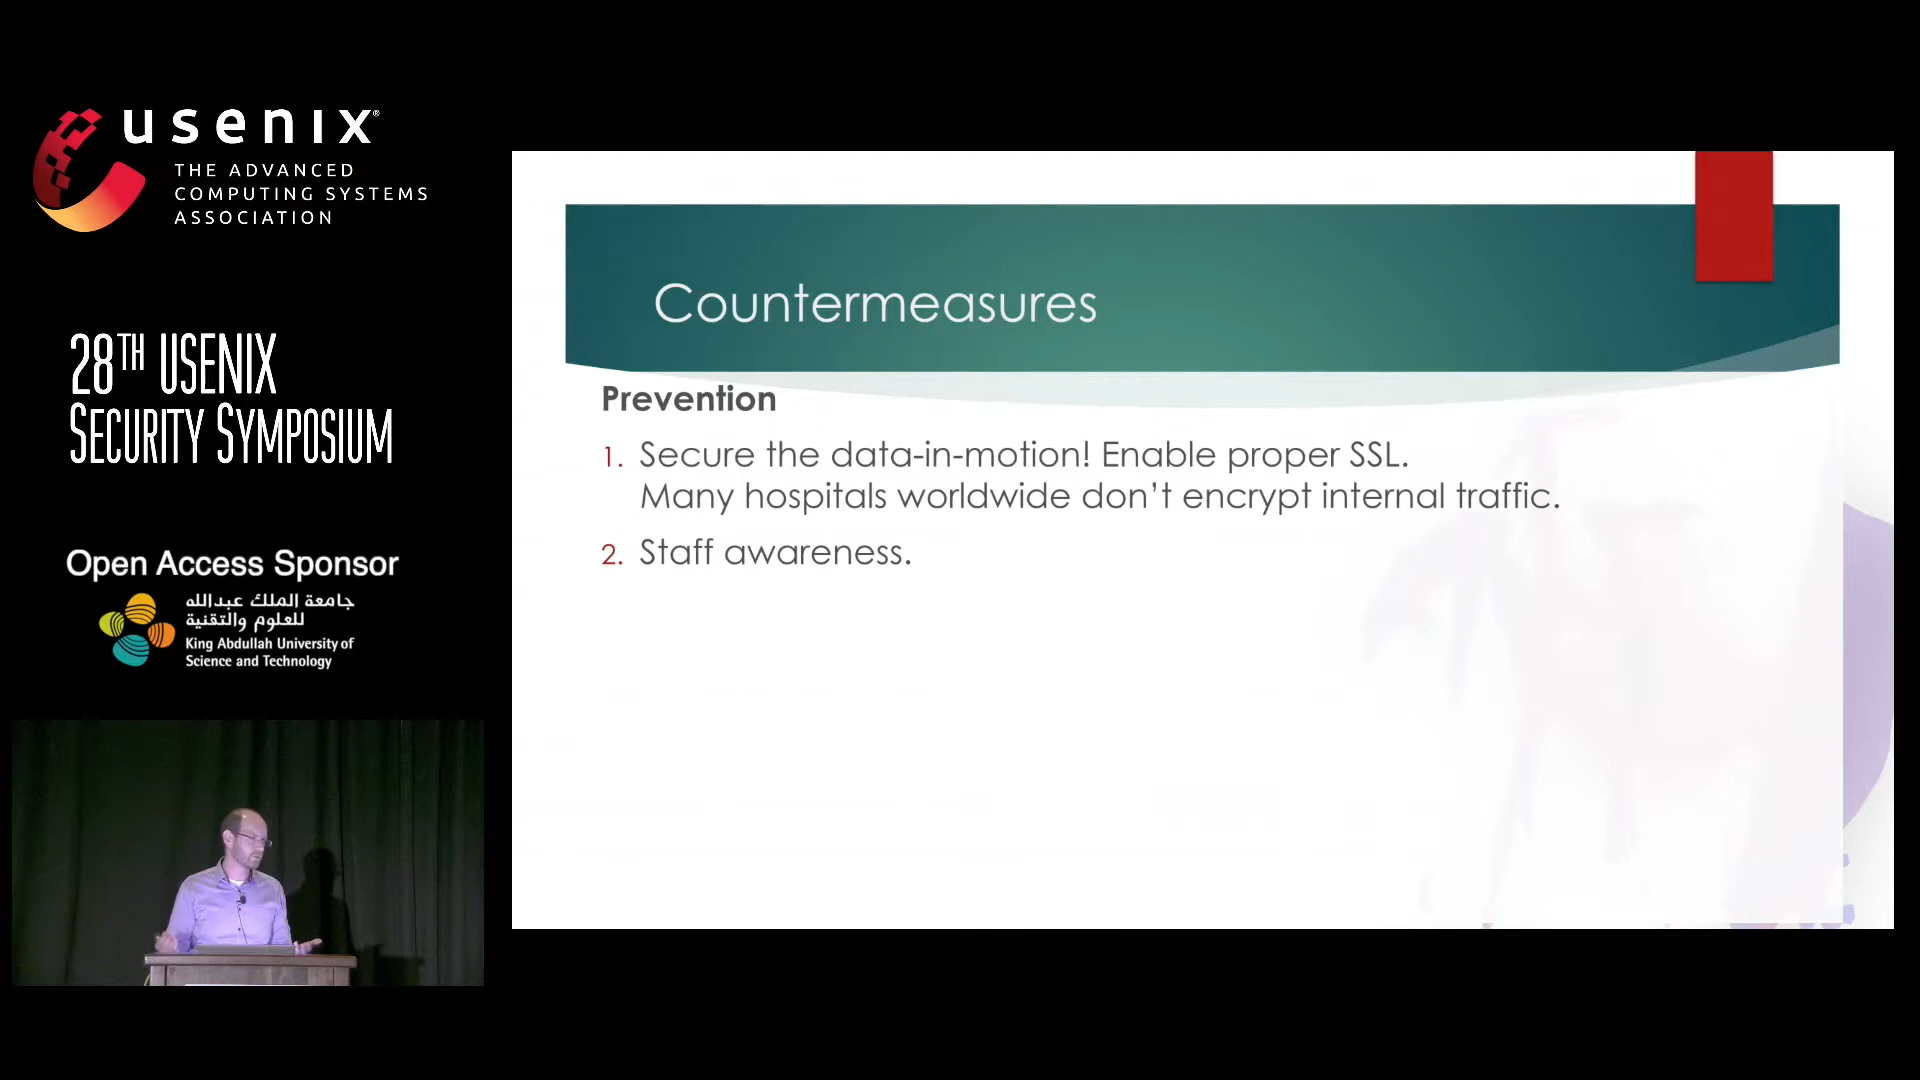 usenix®
THE ADVANCED
COMPUTING SYSTEMS
ASSOCIATION
28TH USENIX
SECURITY SYMPOSIUM
Open Access Sponsor
جامعة الملك عبدالله
للعلوم والتقنية
King Abdullah University of
Science and Technology
Countermeasures
Prevention
1. Secure the data-in-motion! Enable proper SSL.
Many hospitals worldwide don’t encrypt internal traffic.
2. Staff awareness.